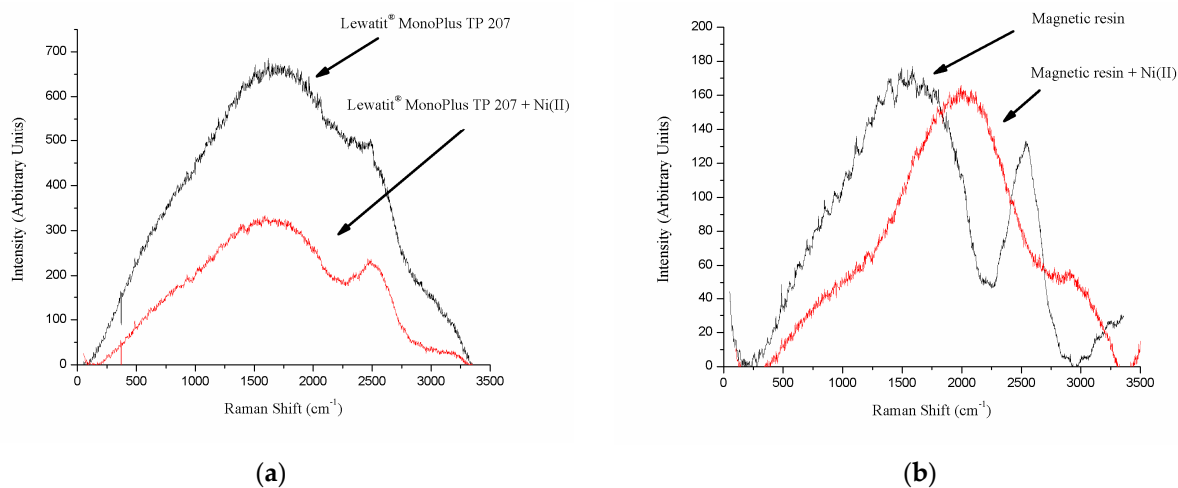 Lewatit® MonoPlus TP 207
Lewatit® MonoPlus TP 207 + Ni(II)
Intensity (Arbitrary Units)
700
600
500
400
300
200
100
0
0 500 1000 1500 2000 2500 3000 3500
Raman Shift (cm-1)
(a)
Magnetic resin
Magnetic resin + Ni(II)
Intensity (Arbitrary Units)
200
180
160
140
120
100
80
60
40
20
0
0 500 1000 1500 2000 2500 3000 3500
Raman Shift (cm-1)
(b)